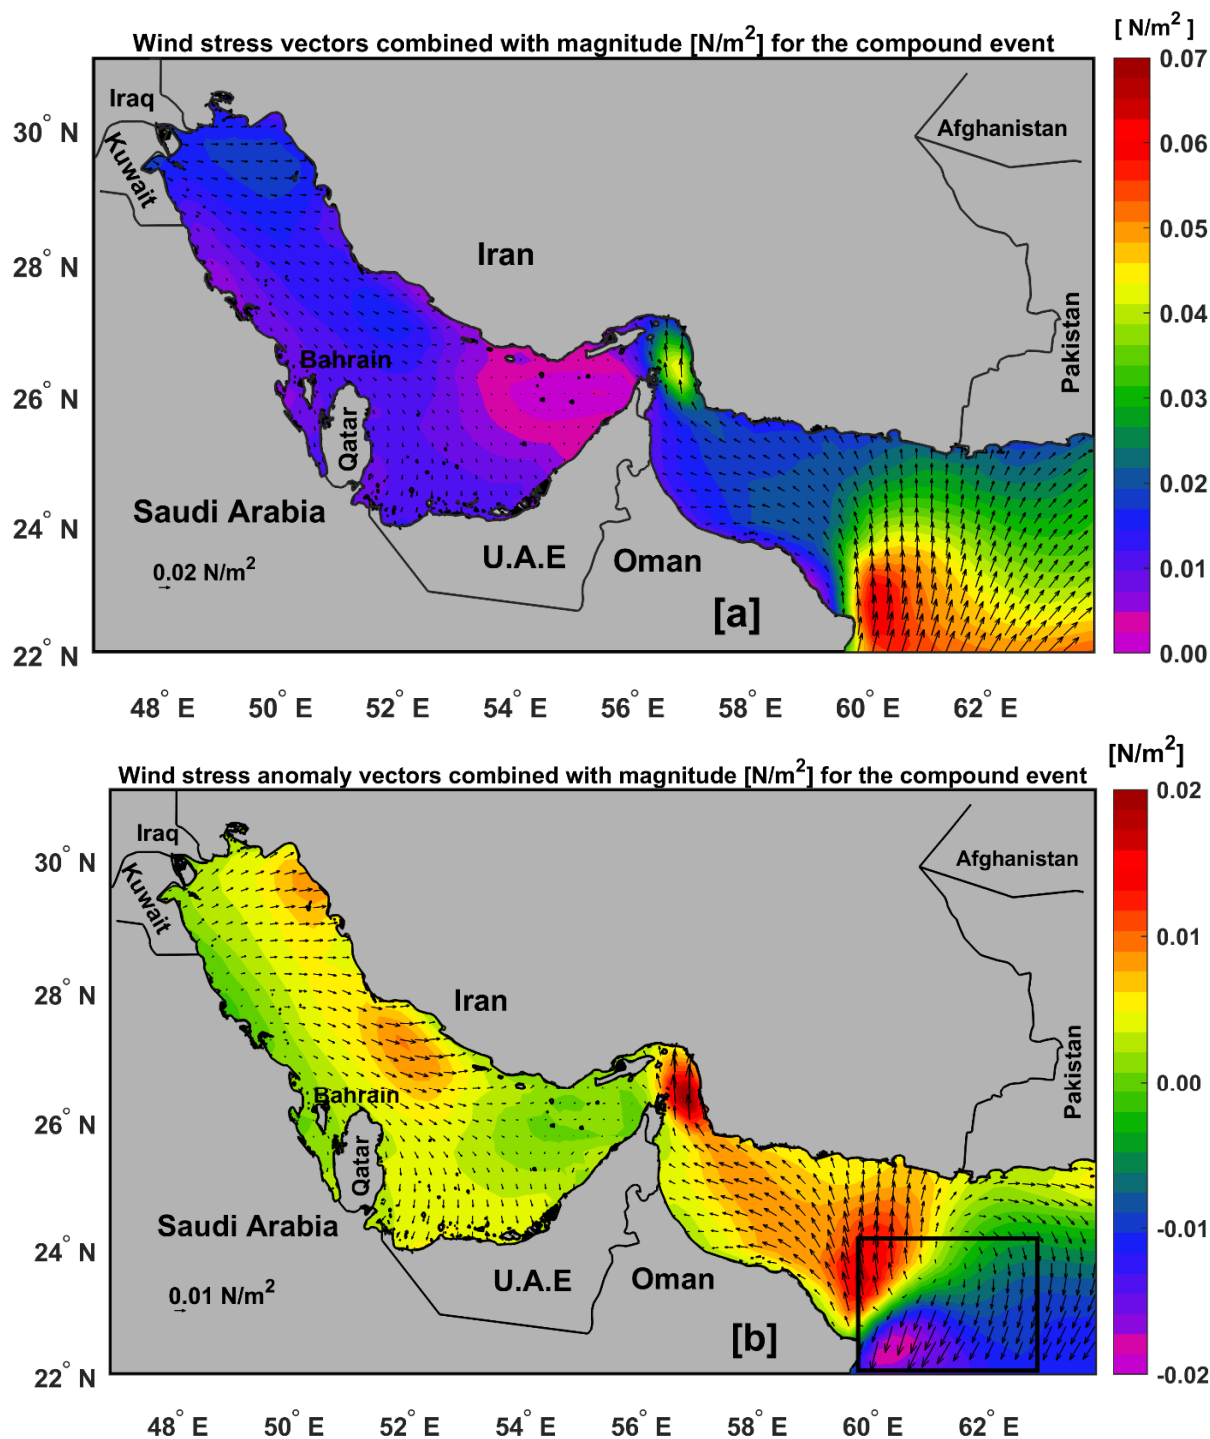 [ N/m2 ]
Wind stress vectors combined with magnitude [N/m2] for the compound event
0.07
0.06
0.05
0.04
0.03
0.02
0.01
0.00
30° N
28° N
26° N
24° N
22° N
Iraq
Kuwait
Afghanistan
Iran
Pakistan
Bahrain
Qatar
Saudi Arabia
U.A.E
Oman
0.02 N/m2
[a]
48° E 50° E 52° E 54° E 56° E 58° E 60° E 62° E
[N/m2]
Wind stress anomaly vectors combined with magnitude [N/m2] for the compound event
0.02
0.01
0.00
-0.01
-0.02
30° N
28° N
26° N
24° N
22° N
Iraq
Kuwait
Afghanistan
Iran
Pakistan
Bahrain
Qatar
Saudi Arabia
U.A.E
Oman
0.01 N/m2
[b]
48° E 50° E 52° E 54° E 56° E 58° E 60° E 62° E